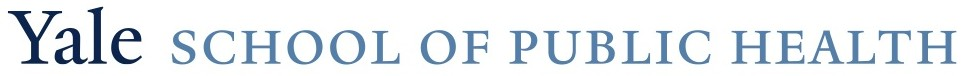 Yale SCHOOL OF PUBLIC HEALTH